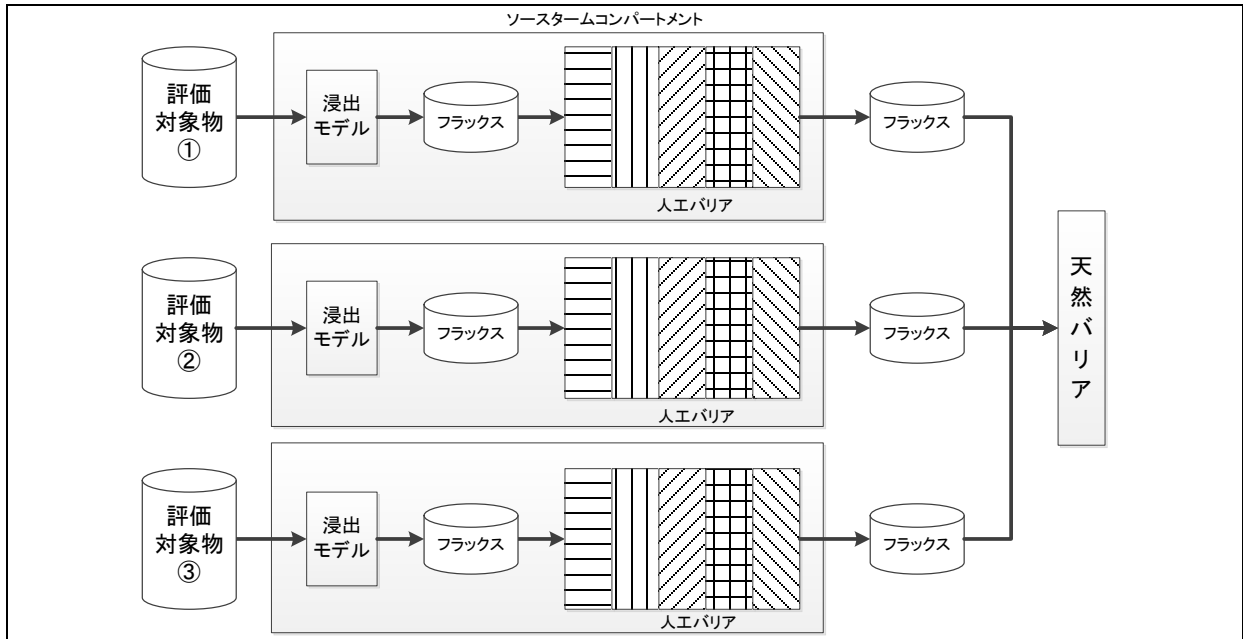 ソースタームコンパートメント
評価
対象物
①
浸出
モデル
フラックス
人工バリア
フラックス
評価
対象物
②
浸出
モデル
フラックス
人工バリア
フラックス
評価
対象物
③
浸出
モデル
フラックス
人工バリア
フラックス
天然バリア